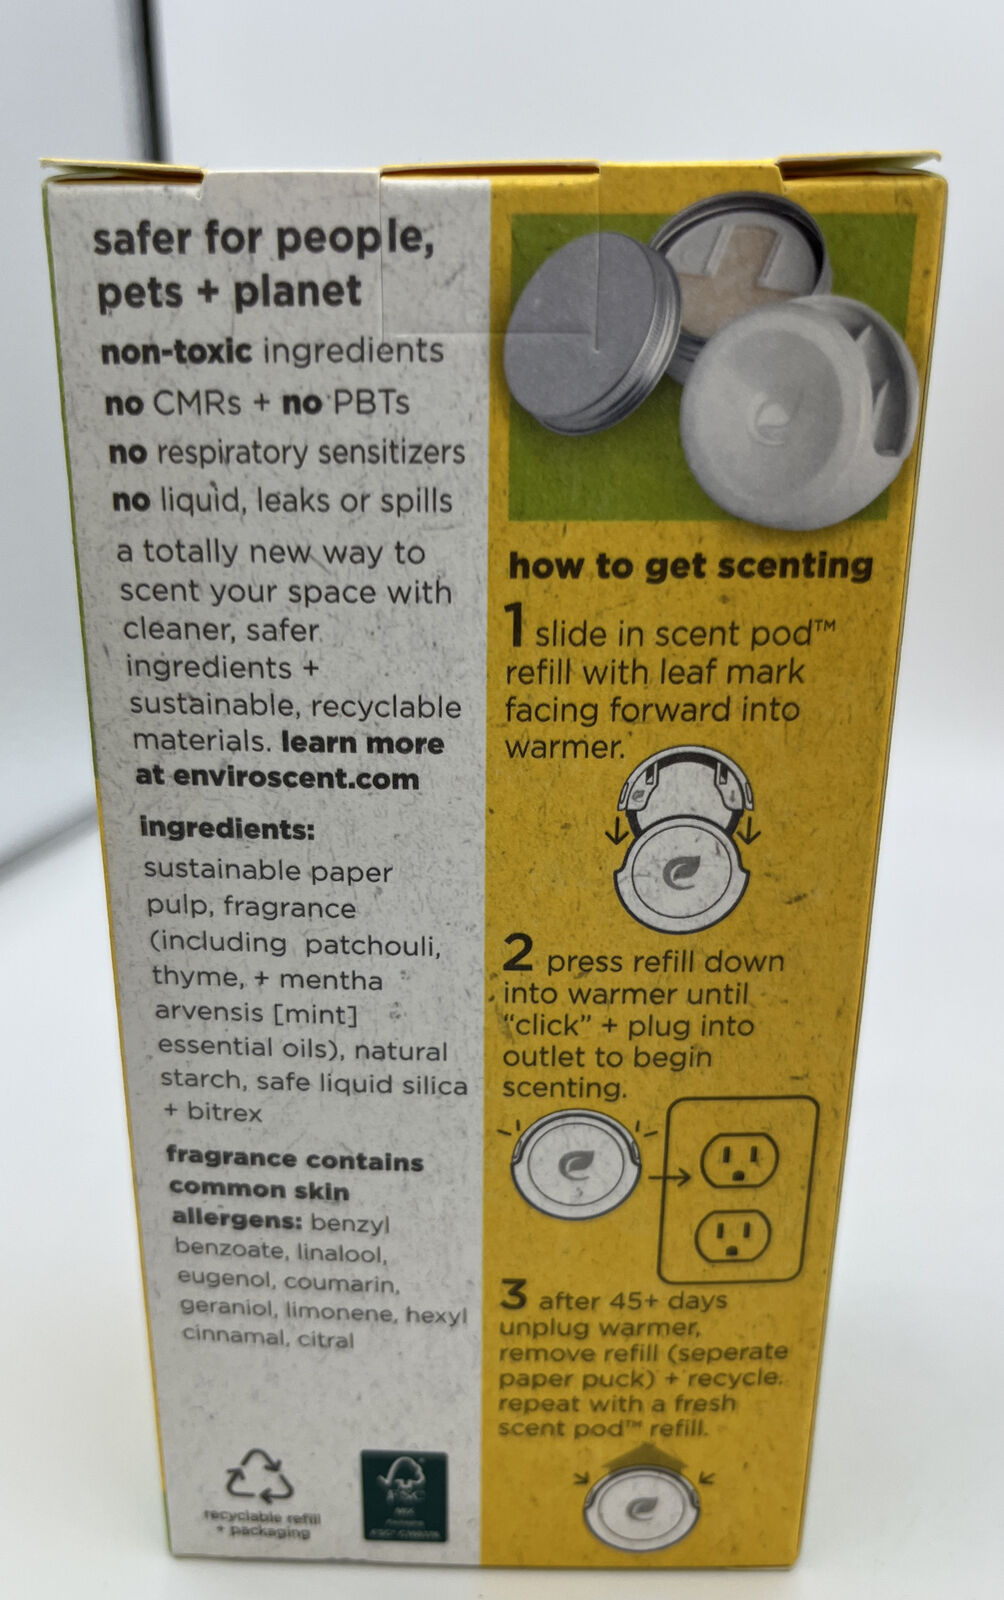 safer for people,
pets + planet
non-toxic ingredients
no CMRs + no PBTs
no respiratory sensitizers
no liquid, leaks or spills
a totally new way to
scent your space with
cleaner, safer
ingredients +
sustainable, recyclable
materials. learn more
at enviroscent.com
ingredients:
sustainable paper
pulp, fragrance
(including patchouli,
thyme, + mentha
arvensis [mint]
essential oils), natural
starch, safe liquid silica
+ bitrex
fragrance contains
common skin
allergens: benzyl
benzoate, linalool,
eugenol, coumarin,
geraniol, limonene, hexyl
cinnamal, citral
recyclable refill
+ packaging
FSC
how to get scenting
1 slide in scent pod™
refill with leaf mark
facing forward into
warmer.
2 press refill down
into warmer until
“click” + plug into
outlet to begin
scenting.
3 after 45+ days
unplug warmer,
remove refill (seperate
paper puck) + recycle.
repeat with a fresh
scent pod™ refill.